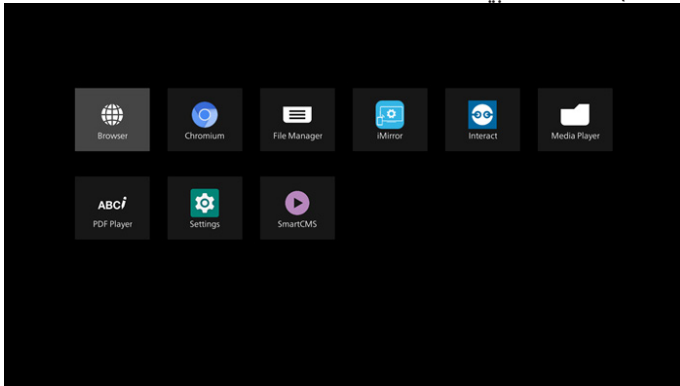 Browser
Chromium
File Manager
iMirror
Interact
Media Player
ABCi
PDF Player
Settings
SmartCMS